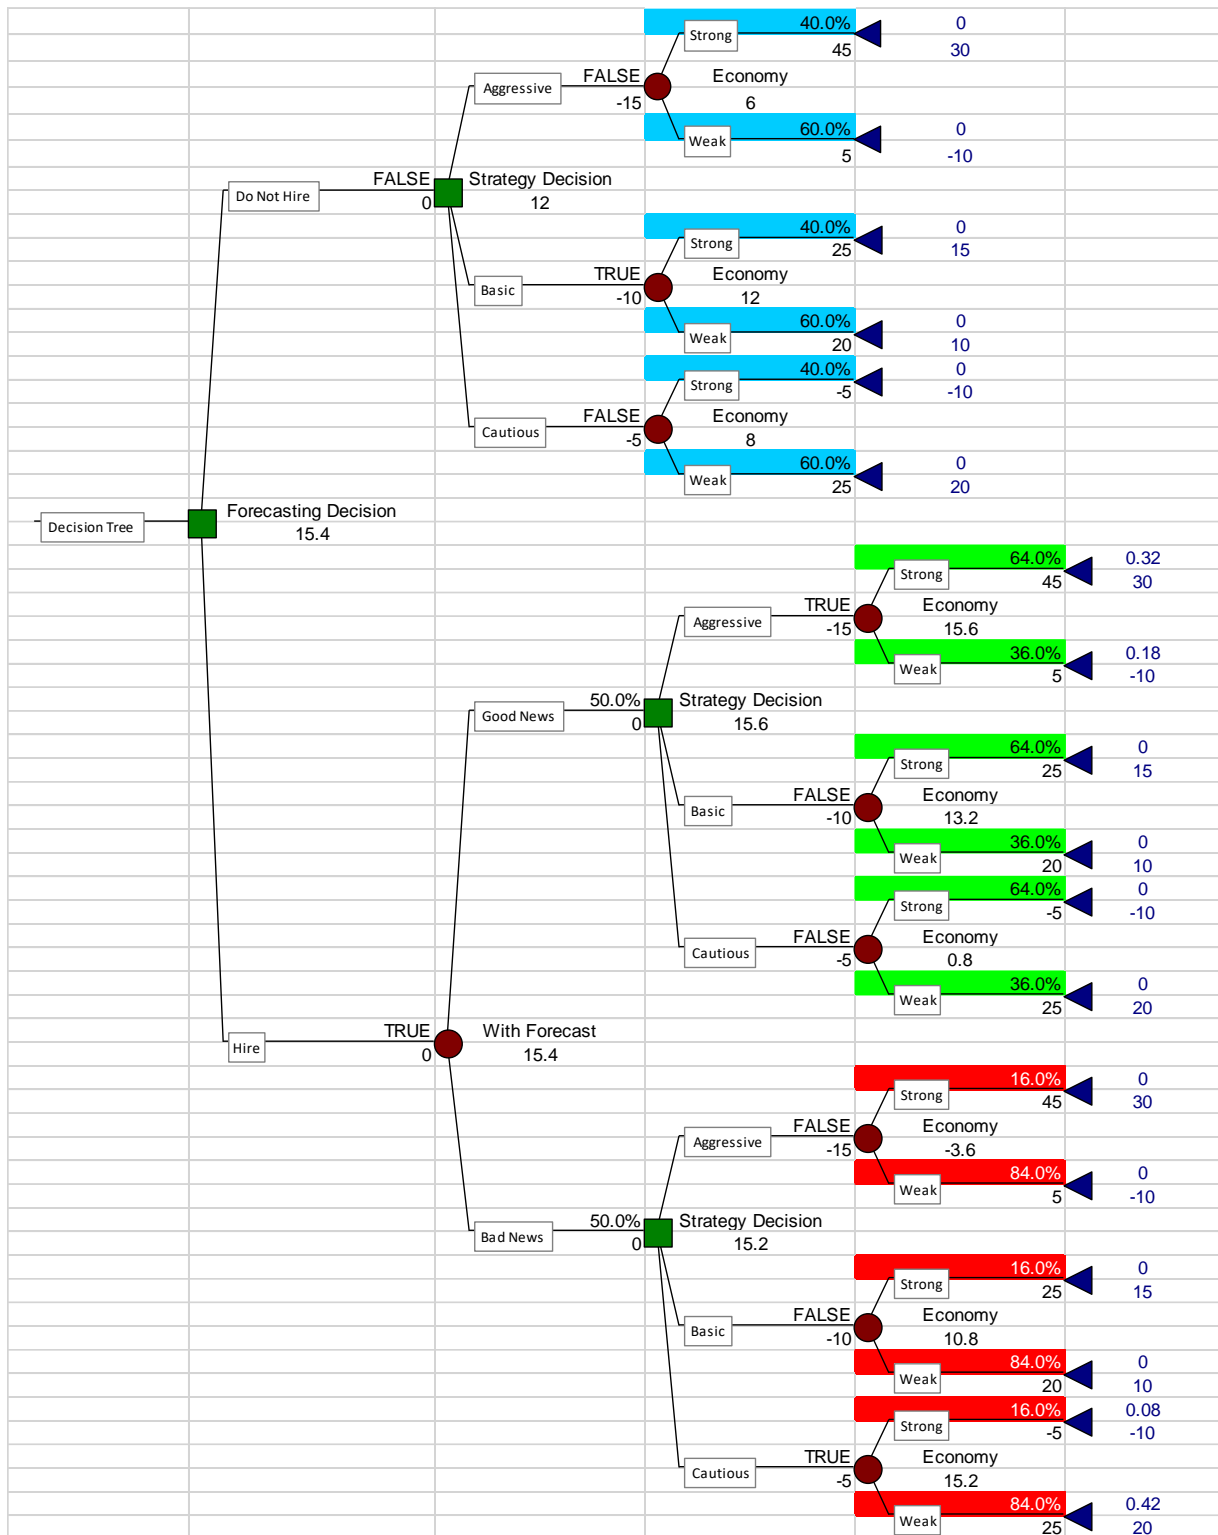 40.0% 0
Strong
45 30
FALSE Economy
Aggressive
-15 6
60.0% 0
Weak
5 -10
FALSE Strategy Decision
Do Not Hire
0 12
40.0% 0
Strong
25 15
TRUE Economy
Basic
-10 12
60.0% 0
Weak
20 10
40.0% 0
Strong
-5 -10
FALSE Economy
Cautious
-5 8
60.0% 0
Weak
25 20
Forecasting Decision
Decision Tree
15.4
64.0% 0.32
Strong
45 30
TRUE Economy
Aggressive
-15 15.6
36.0% 0.18
Weak
5 -10
50.0% Strategy Decision
Good News
0 15.6
64.0% 0
Strong
25 15
FALSE Economy
Basic
-10 13.2
36.0% 0
Weak
20 10
64.0% 0
Strong
-5 -10
FALSE Economy
Cautious
-5 0.8
36.0% 0
Weak
25 20
TRUE With Forecast
Hire
0 15.4
16.0% 0
Strong
45 30
FALSE Economy
Aggressive
-15 -3.6
84.0% 0
Weak
5 -10
50.0% Strategy Decision
Bad News
0 15.2
16.0% 0
Strong
25 15
FALSE Economy
Basic
-10 10.8
84.0% 0
Weak
20 10
16.0% 0.08
Strong
-5 -10
TRUE Economy
Cautious
-5 15.2
84.0% 0.42
Weak
25 20